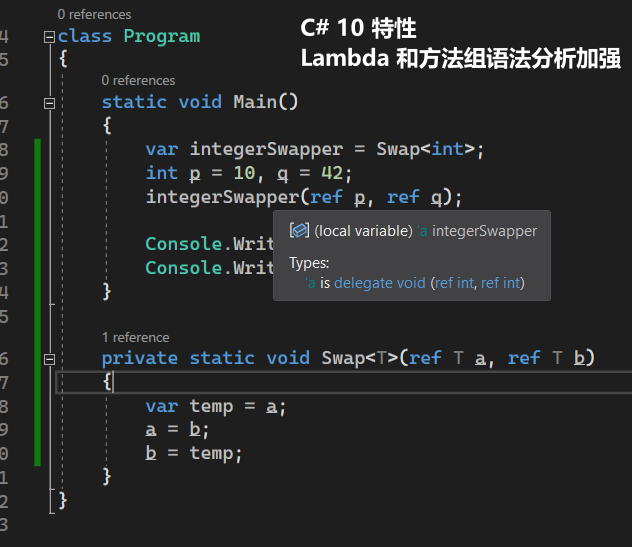 C# 10 特性
Lambda 和方法组语法分析加强
0 references
4 class Program
5 {
0 references
6 static void Main()
7 {
8 var integerSwapper = Swap<int>;
9 int p = 10, q = 42;
0 integerSwapper(ref p, ref q);
1
2 Console.Writ
3 Console.Writ
4 }
5
(local variable) 'a integerSwapper
Types:
'a is delegate void (ref int, ref int)
1 reference
6 private static void Swap<T>(ref T a, ref T b)
7 {
8 var temp = a;
9 a = b;
0 b = temp;
1 }
2 }
3